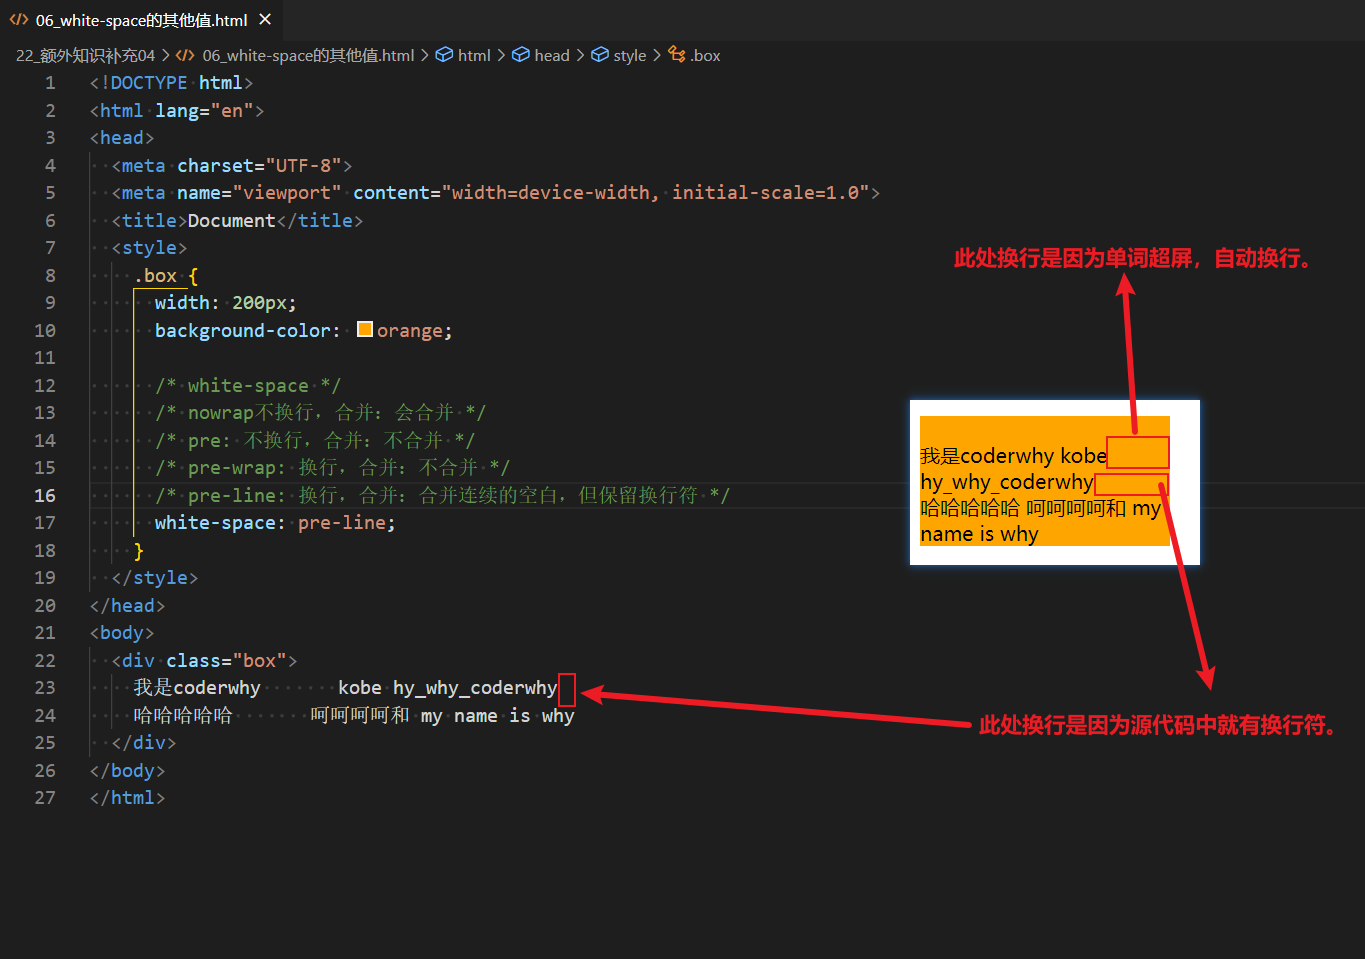 06_white-space的其他值.html
22_额外知识补充04 > 06_white-space的其他值.html > html > head > style > .box
1 <!DOCTYPE html>
2 <html lang="en">
3 <head>
4 <meta charset="UTF-8">
5 <meta name="viewport" content="width=device-width, initial-scale=1.0">
6 <title>Document</title>
7 <style>
8 .box {
9 width: 200px;
10 background-color: orange;
11
12 /* white-space */
13 /* nowrap不换行，合并：会合并 */
14 /* pre: 不换行，合并：不合并 */
15 /* pre-wrap: 换行，合并：不合并 */
16 /* pre-line: 换行，合并：合并连续的空白，但保留换行符 */
17 white-space: pre-line;
18 }
19 </style>
20 </head>
21 <body>
22 <div class="box">
23 我是coderwhy       kobe hy_why_coderwhy
24 哈哈哈哈哈       呵呵呵呵和 my name is why
25 </div>
26 </body>
27 </html>
此处换行是因为单词超屏，自动换行。
我是coderwhy kobe
hy_why_coderwhy
哈哈哈哈哈 呵呵呵呵和 my
name is why
此处换行是因为源代码中就有换行符。